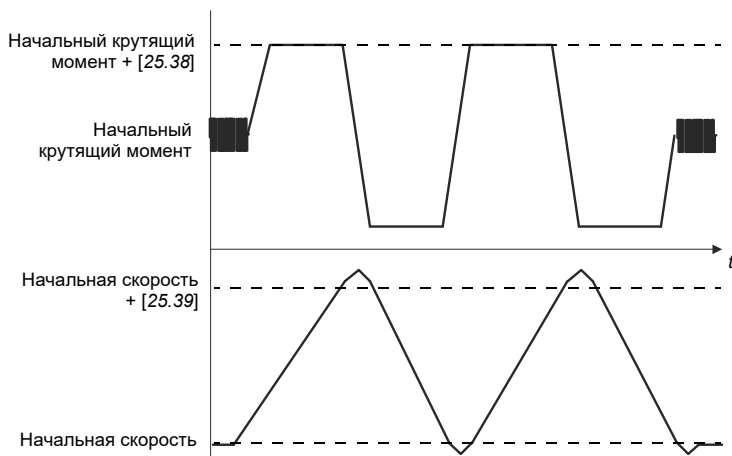 Начальный крутящий
момент + [25.38]
Начальный
крутящий момент
t
Начальная скорость
+ [25.39]
Начальная скорость